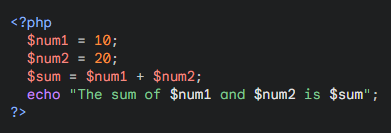 <?php
  $num1 = 10;
  $num2 = 20;
  $sum = $num1 + $num2;
  echo "The sum of $num1 and $num2 is $sum";
?>